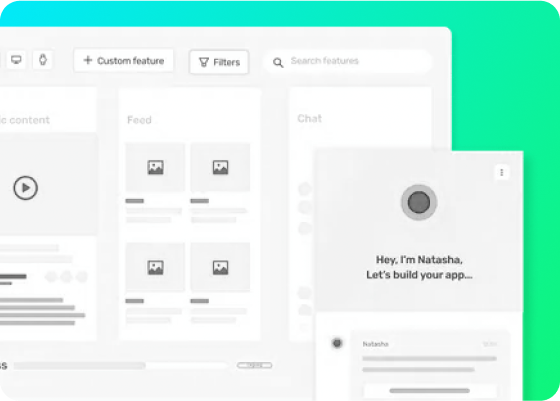 + Custom feature
Filters
Search features
c content
Feed
Chat
Hey, I'm Natasha,
Let's build your app...
Natasha